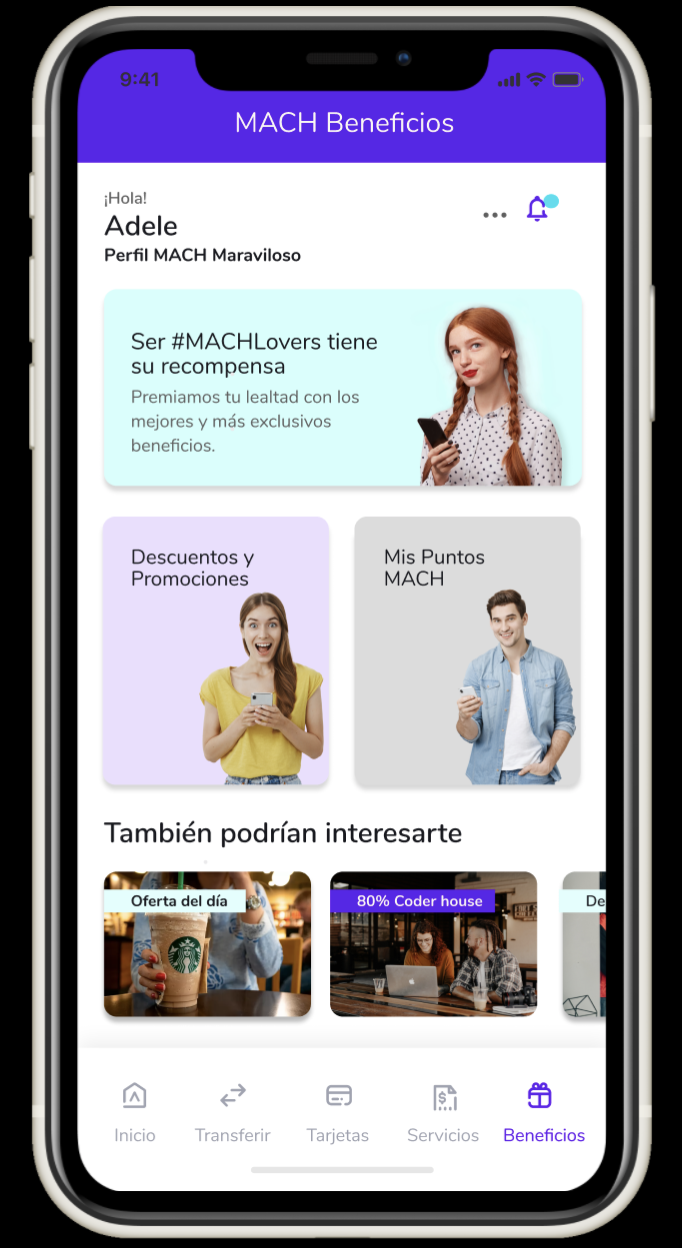 9:41
MACH Beneficios
¡Hola!
Adele
Perfil MACH Maravilloso
Ser #MACHLovers tiene
su recompensa
Premiamos tu lealtad con los
mejores y más exclusivos
beneficios.
Descuentos y
Promociones
Mis Puntos
MACH
También podrían interesarte
Oferta del día
80% Coder house
De
Inicio
Transferir
Tarjetas
Servicios
Beneficios